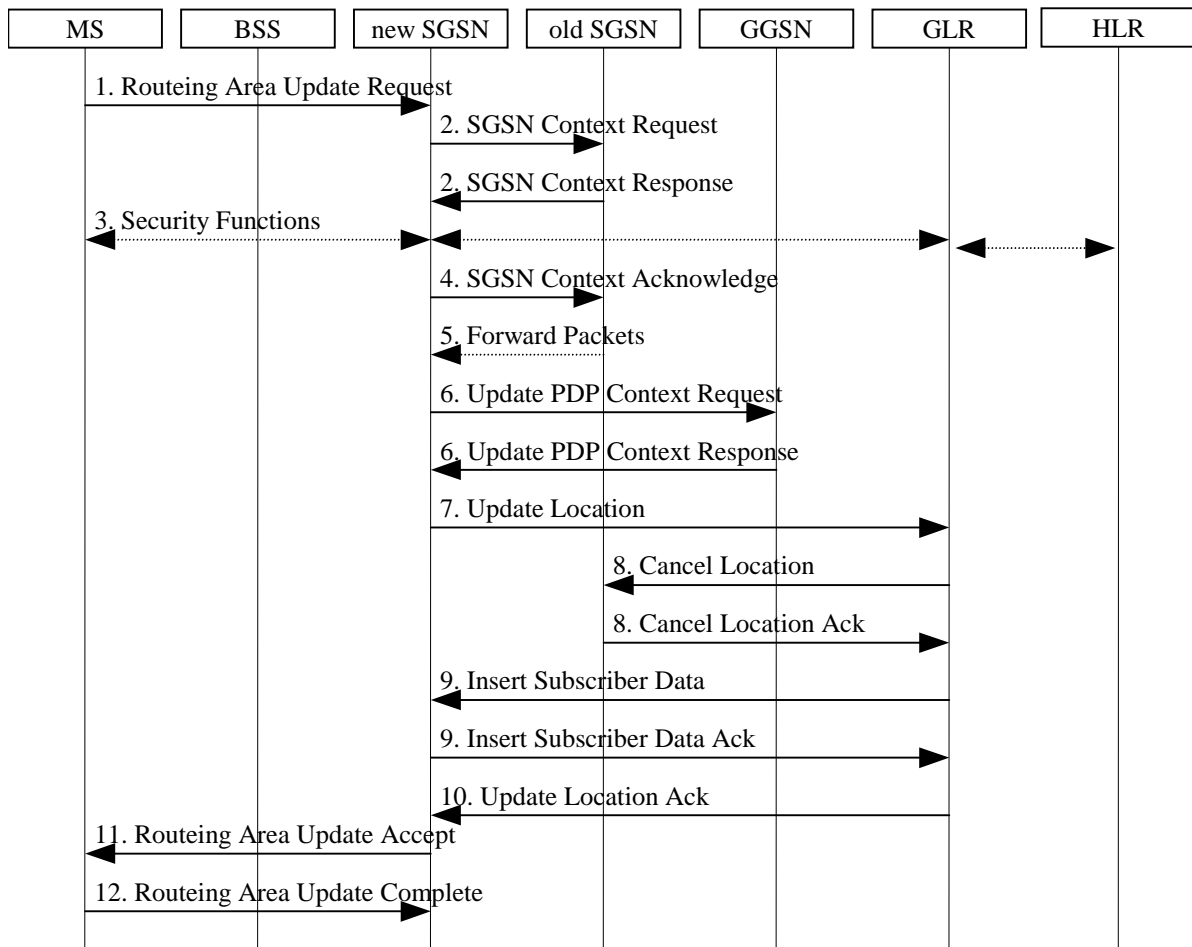 MS BSS new SGSN old SGSN GGSN GLR HLR
1. Routeing Area Update Request
2. SGSN Context Request
2. SGSN Context Response
3. Security Functions
4. SGSN Context Acknowledge
5. Forward Packets
6. Update PDP Context Request
6. Update PDP Context Response
7. Update Location
8. Cancel Location
8. Cancel Location Ack
9. Insert Subscriber Data
9. Insert Subscriber Data Ack
10. Update Location Ack
11. Routeing Area Update Accept
12. Routeing Area Update Complete